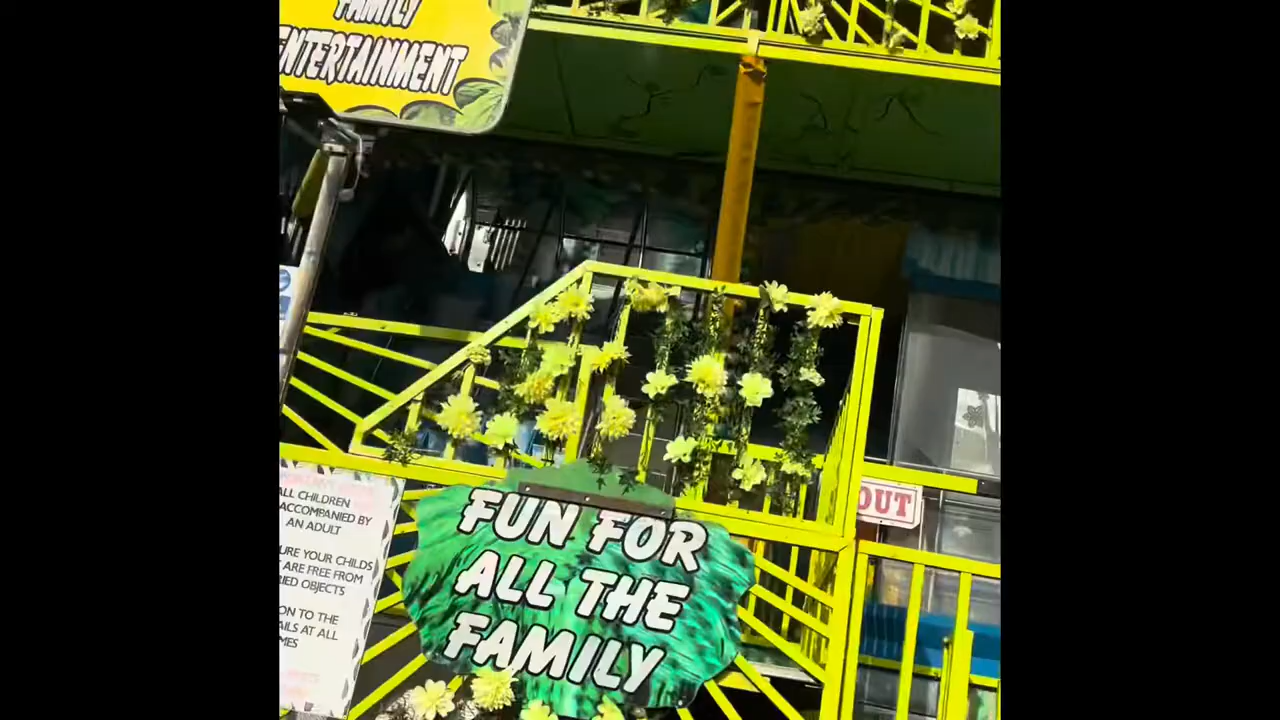 FAMILY
ENTERTAINMENT
ALL CHILDREN
ACCOMPANIED BY
AN ADULT
URE YOUR CHILDS
ARE FREE FROM
OBJECTS
ON TO THE
AILS AT ALL
MES
OUT
FUN FOR
ALL THE
FAMILY